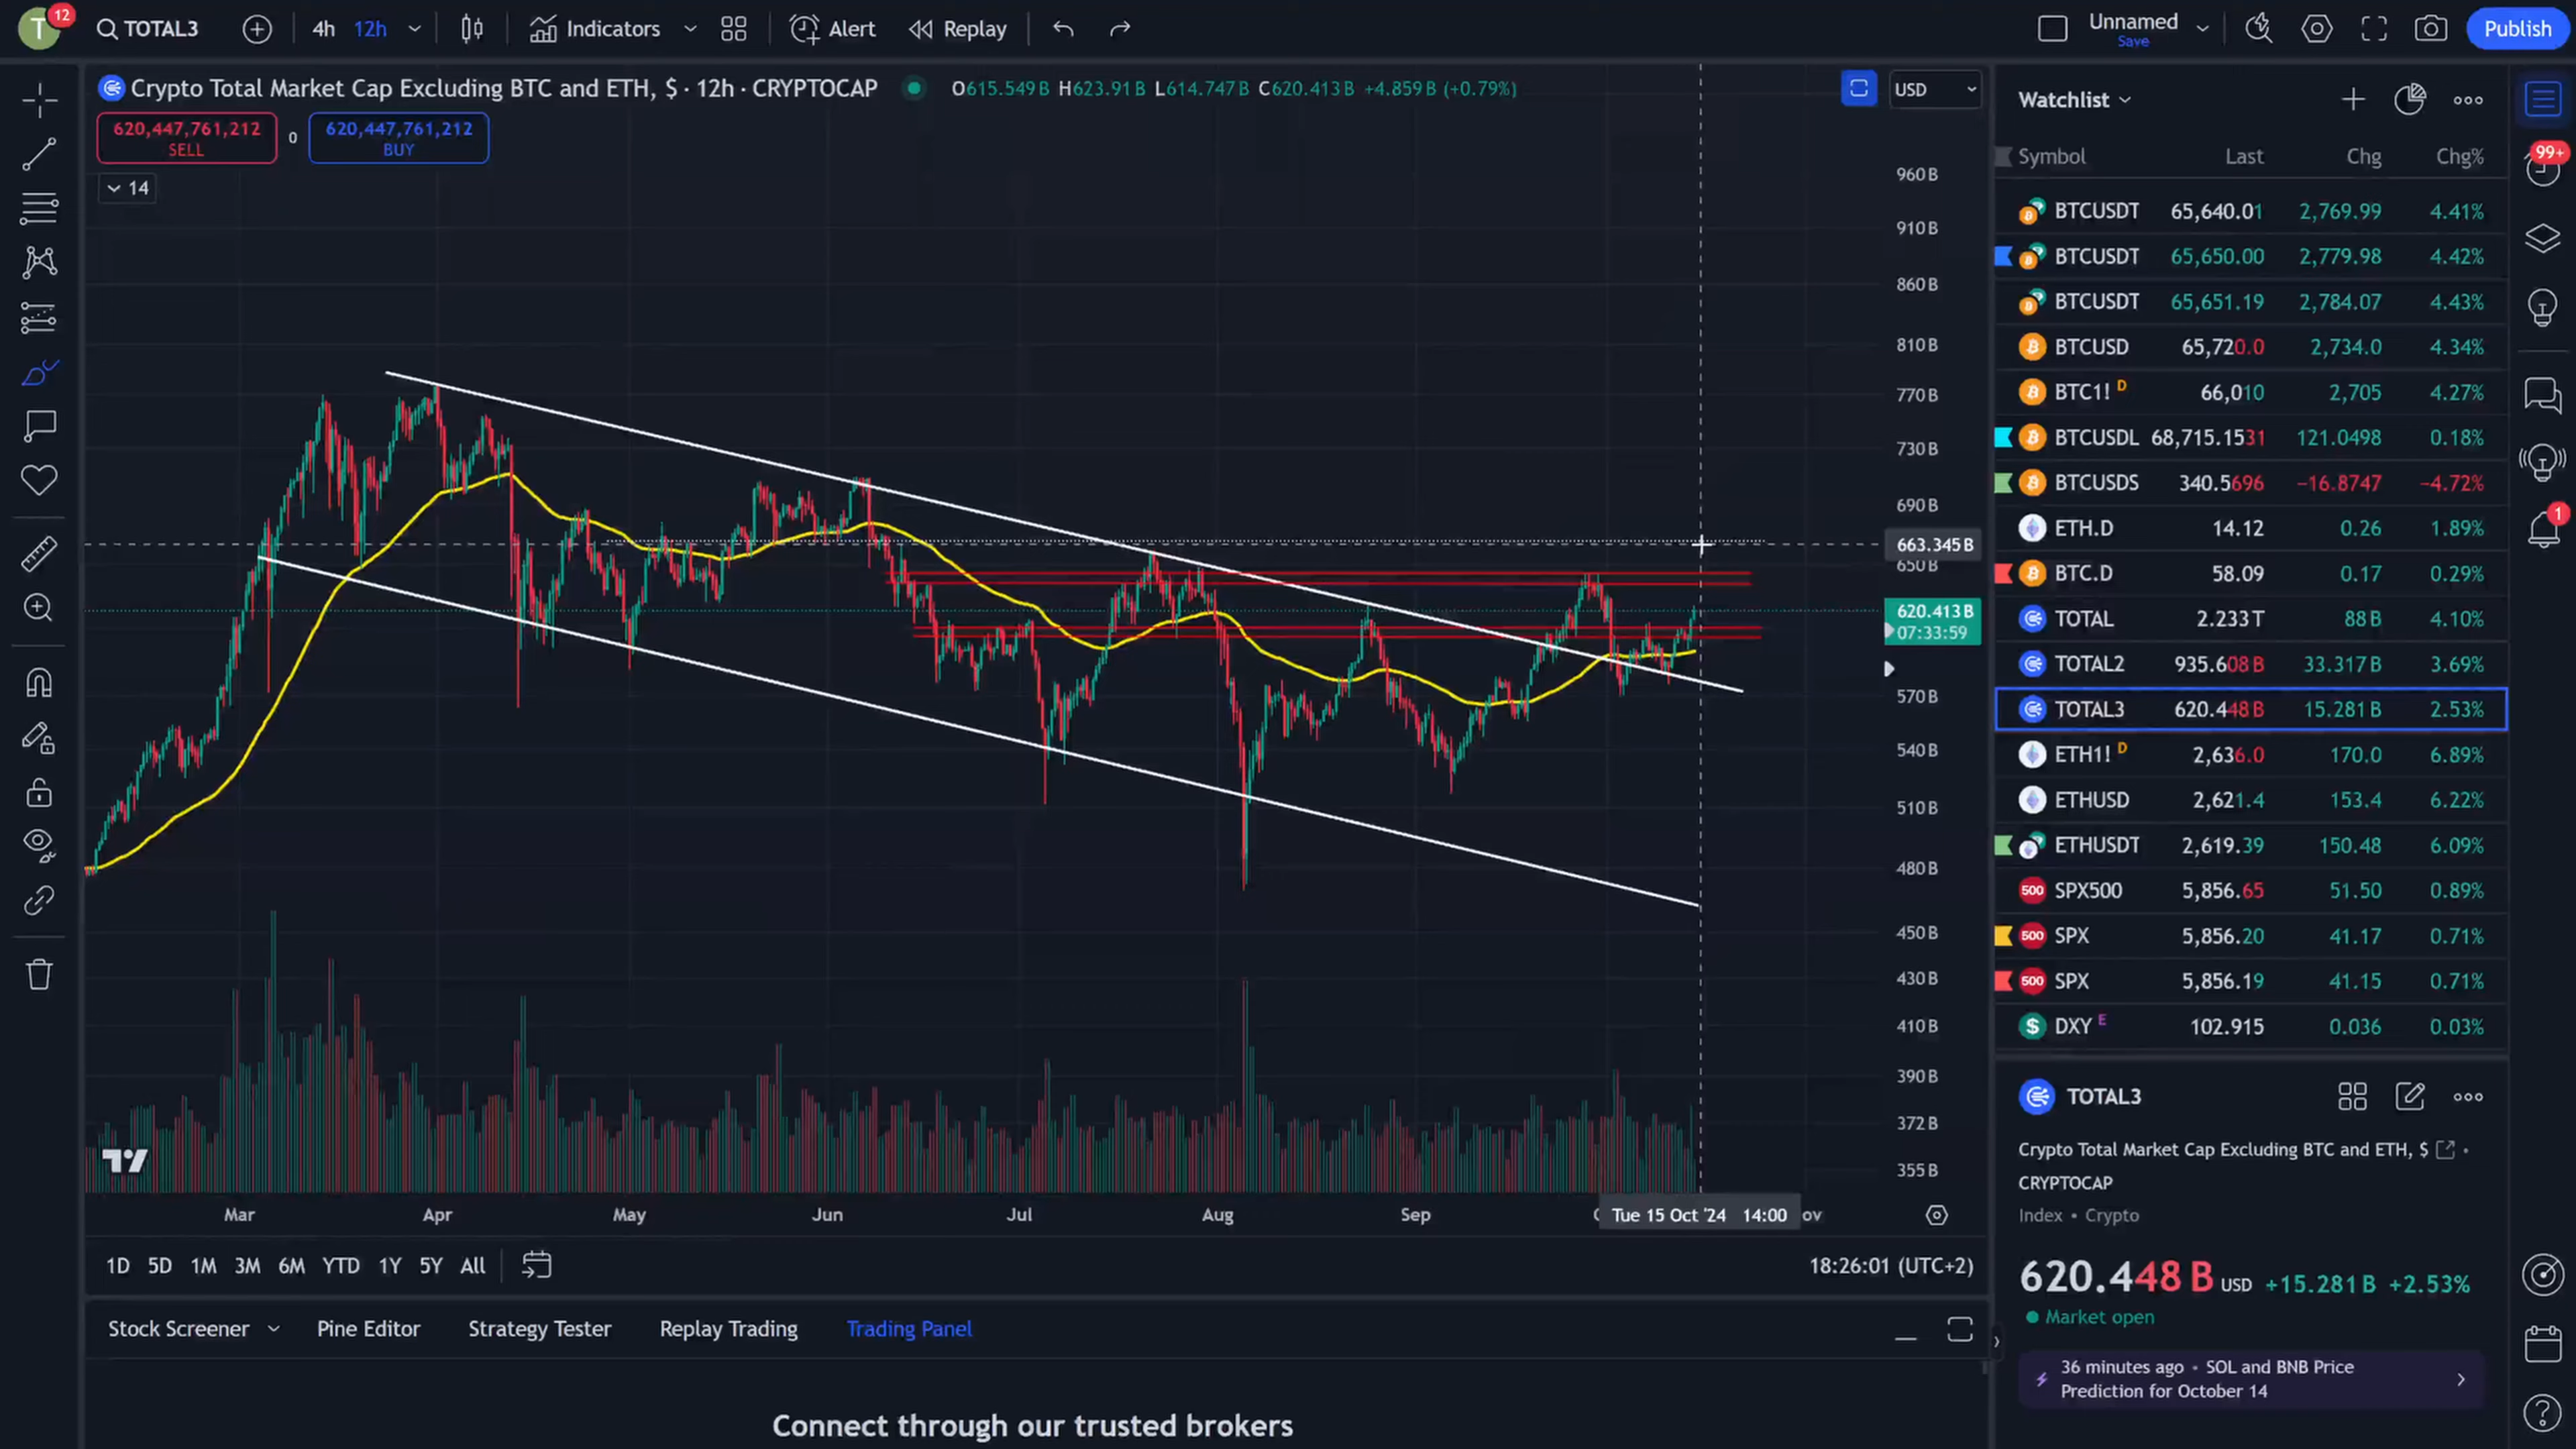 T
12
TOTAL3
4h
12h
Indicators
Alert
Replay
Unnamed
Save
Publish
Crypto Total Market Cap Excluding BTC and ETH, $ · 12h · CRYPTOCAP
O615.549 B H623.91 B L614.747 B C620.413 B +4.859 B (+0.79%)
USD
620,447,761,212
SELL
0
620,447,761,212
BUY
14
960 B
910 B
860 B
810 B
770 B
730 B
690 B
663.345 B
650 B
620.413 B
07:33:59
570 B
540 B
510 B
480 B
450 B
430 B
410 B
390 B
372 B
355 B
Mar
Apr
May
Jun
Jul
Aug
Sep
Tue 15 Oct '24 14:00
ov
1D 5D 1M 3M 6M YTD 1Y 5Y All
18:26:01 (UTC+2)
Stock Screener
Pine Editor
Strategy Tester
Replay Trading
Trading Panel
Connect through our trusted brokers
Watchlist
Symbol Last Chg Chg%
BTCUSDT 65,640.01 2,769.99 4.41%
BTCUSDT 65,650.00 2,779.98 4.42%
BTCUSDT 65,651.19 2,784.07 4.43%
BTCUSD 65,720.0 2,734.0 4.34%
BTC1! D 66,010 2,705 4.27%
BTCUSDL 68,715.1531 121.0498 0.18%
BTCUSDS 340.5696 −16.8747 −4.72%
ETH.D 14.12 0.26 1.89%
BTC.D 58.09 0.17 0.29%
TOTAL 2.233 T 88 B 4.10%
TOTAL2 935.608 B 33.317 B 3.69%
TOTAL3 620.448 B 15.281 B 2.53%
ETH1! D 2,636.0 170.0 6.89%
ETHUSD 2,621.4 153.4 6.22%
ETHUSDT 2,619.39 150.48 6.09%
500 SPX500 5,856.65 51.50 0.89%
500 SPX 5,856.20 41.17 0.71%
500 SPX 5,856.19 41.15 0.71%
$ DXY E 102.915 0.036 0.03%
TOTAL3
Crypto Total Market Cap Excluding BTC and ETH, $ •
CRYPTOCAP
Index • Crypto
620.448 B USD +15.281 B +2.53%
Market open
36 minutes ago • SOL and BNB Price
Prediction for October 14
99+
1